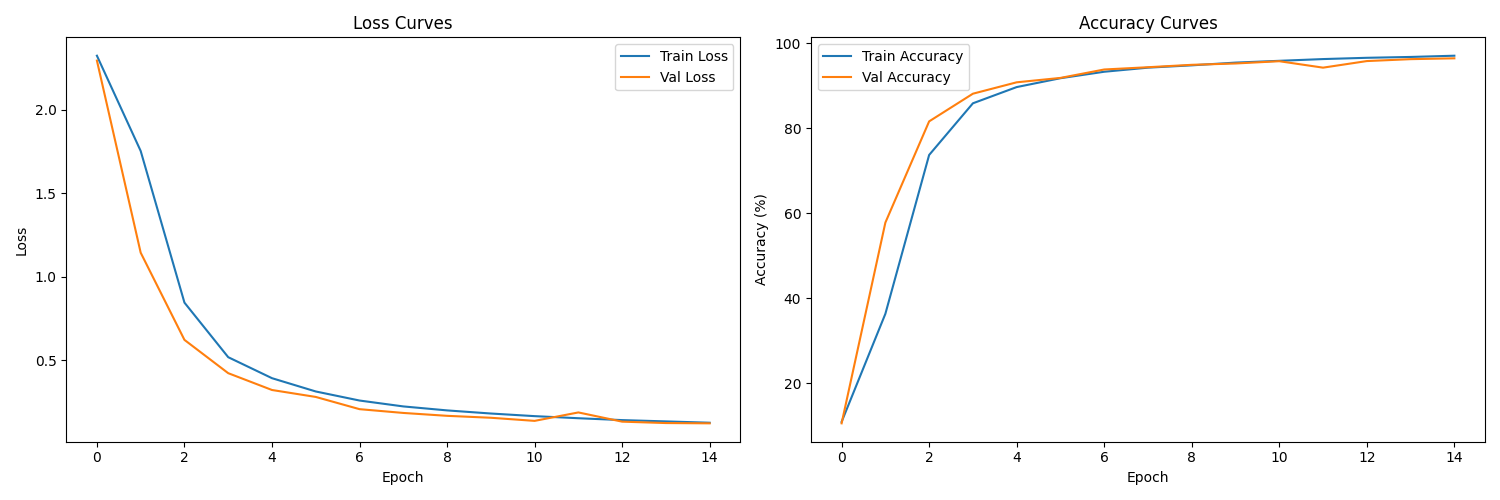 Loss Curves
Train Loss
Val Loss
2.0
1.5
1.0
0.5
Loss
0 2 4 6 8 10 12 14
Epoch
Accuracy Curves
Train Accuracy
Val Accuracy
100
80
60
40
20
Accuracy (%)
0 2 4 6 8 10 12 14
Epoch